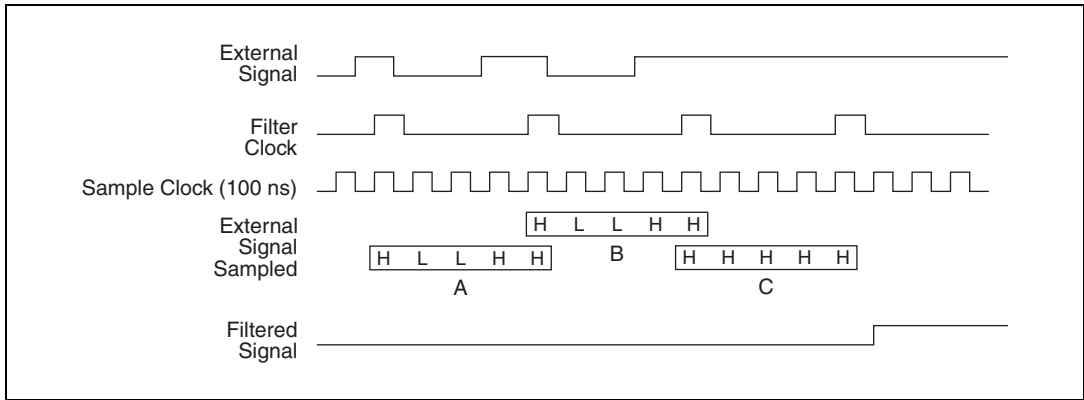 External
Signal
Filter
Clock
Sample Clock (100 ns)
External
Signal
Sampled
H L L H H
B
H L L H H
A
H H H H H
C
Filtered
Signal